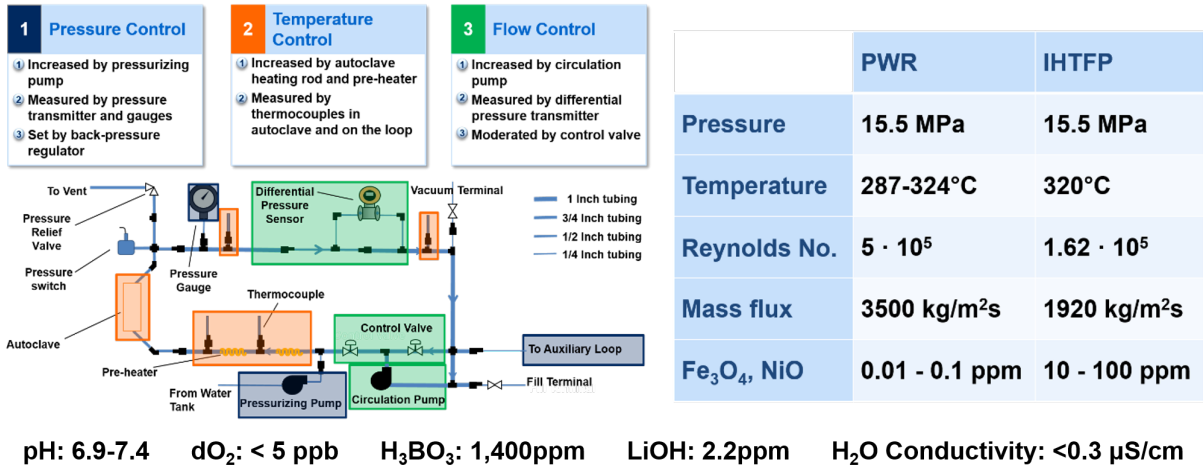 1 Pressure Control
1 Increased by pressurizing
pump
2 Measured by pressure
transmitter and gauges
3 Set by back-pressure
regulator
2 Temperature
Control
1 Increased by autoclave
heating rod and pre-heater
2 Measured by
thermocouples in
autoclave and on the loop
3 Flow Control
1 Increased by circulation
pump
2 Measured by differential
pressure transmitter
3 Moderated by control valve
To Vent
Pressure
Relief
Valve
Pressure
switch
Autoclave
Pressure
Gauge
Differential
Pressure
Sensor
Vacuum Terminal
1 Inch tubing
3/4 Inch tubing
1/2 Inch tubing
1/4 Inch tubing
Thermocouple
Pre-heater
Control Valve
To Auxiliary Loop
From Water
Tank
Pressurizing Pump
Circulation Pump
Fill Terminal
PWR IHTFP
Pressure 15.5 MPa 15.5 MPa
Temperature 287-324°C 320°C
Reynolds No. 5 · 10⁵ 1.62 · 10⁵
Mass flux 3500 kg/m²s 1920 kg/m²s
Fe₃O₄, NiO 0.01 - 0.1 ppm 10 - 100 ppm
pH: 6.9-7.4 dO₂: < 5 ppb H₃BO₃: 1,400ppm LiOH: 2.2ppm H₂O Conductivity: <0.3 µS/cm